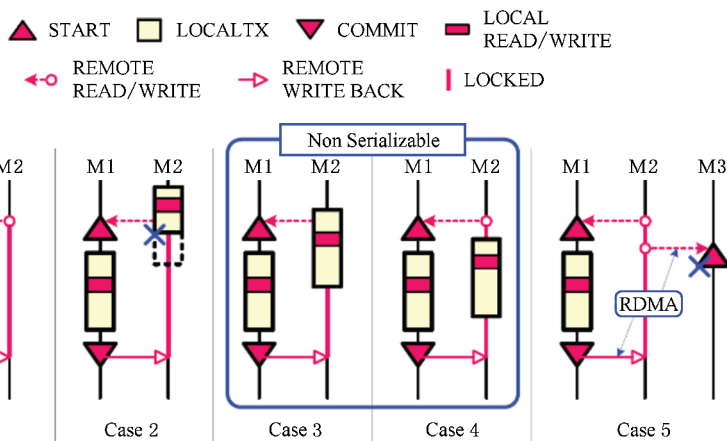 START LOCALTX COMMIT LOCAL READ/WRITE
REMOTE READ/WRITE REMOTE WRITE BACK LOCKED
Non Serializable
M2 M1 M2 M1 M2 M1 M2 M1 M2 M3
RDMA
Case 2 Case 3 Case 4 Case 5